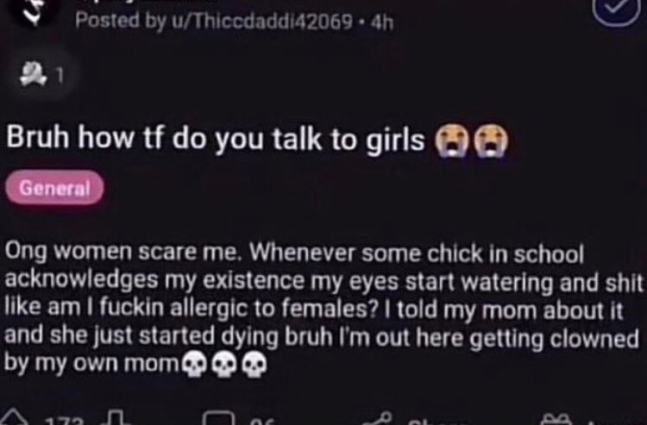 Posted by u/Thiccdaddi42069 • 4h
1
Bruh how tf do you talk to girls 😭😭
General
Ong women scare me. Whenever some chick in school
acknowledges my existence my eyes start watering and shit
like am I fuckin allergic to females? I told my mom about it
and she just started dying bruh I'm out here getting clowned
by my own mom💀💀💀